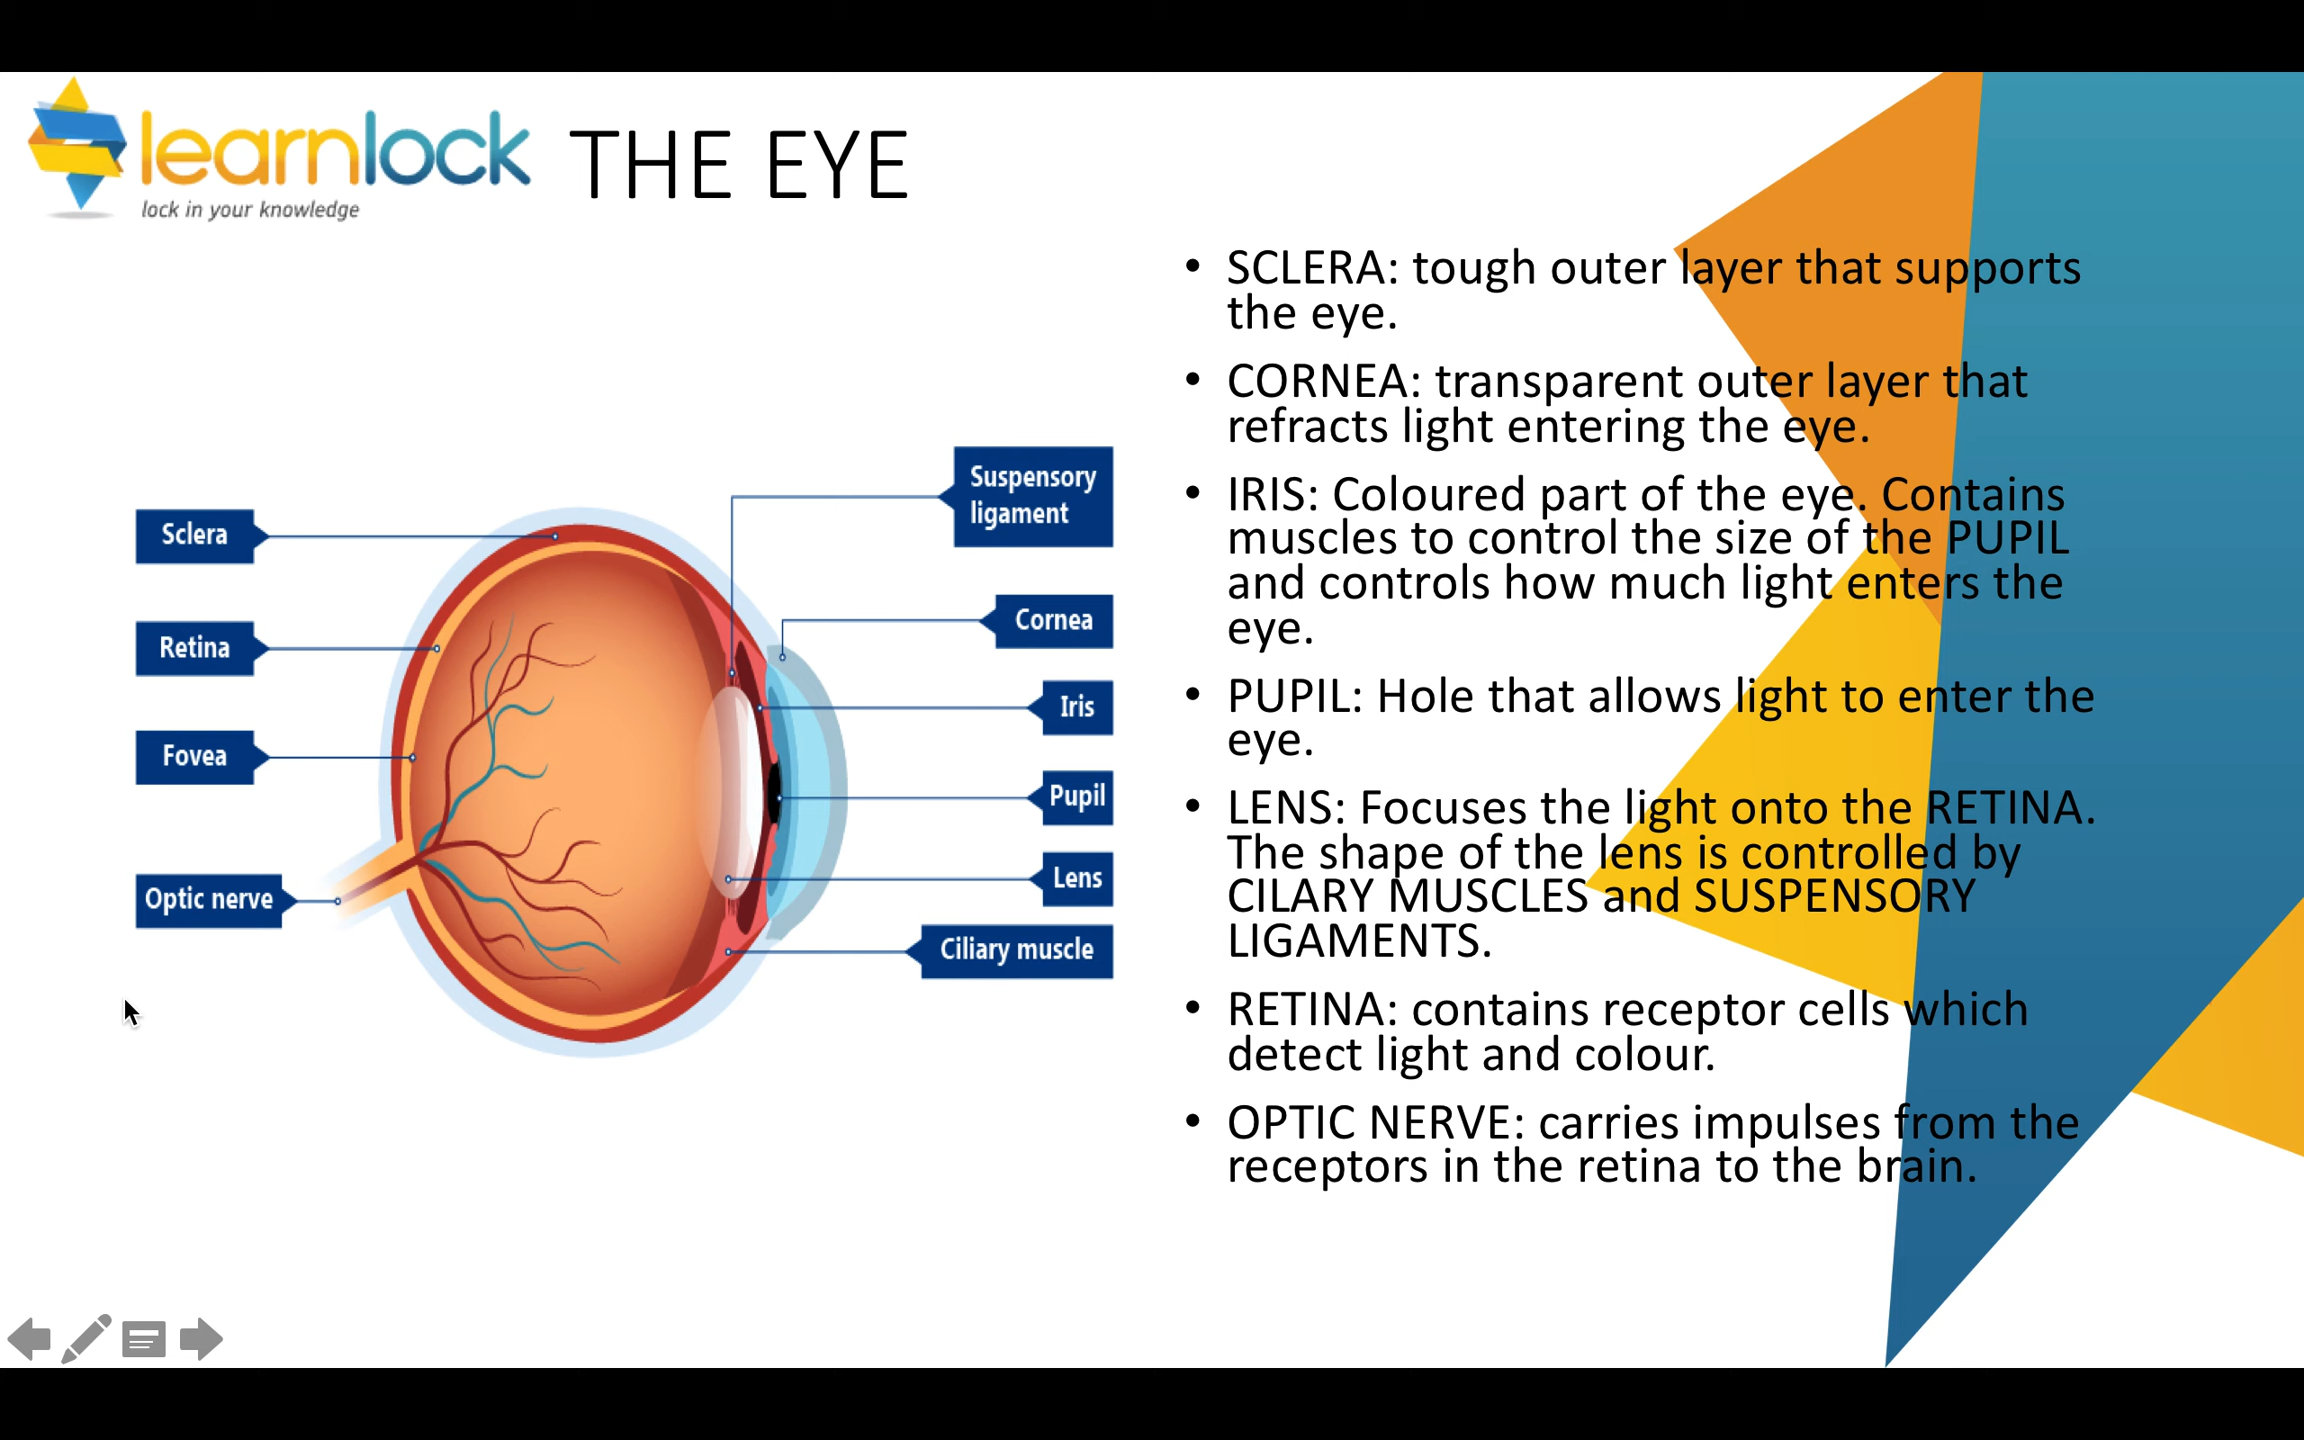 learnlock
lock in your knowledge
THE EYE
Sclera
Retina
Fovea
Optic nerve
Suspensory
ligament
Cornea
Iris
Pupil
Lens
Ciliary muscle
• SCLERA: tough outer layer that supports
the eye.
• CORNEA: transparent outer layer that
refracts light entering the eye.
• IRIS: Coloured part of the eye. Contains
muscles to control the size of the PUPIL
and controls how much light enters the
eye.
• PUPIL: Hole that allows light to enter the
eye.
• LENS: Focuses the light onto the RETINA.
The shape of the lens is controlled by
CILARY MUSCLES and SUSPENSORY
LIGAMENTS.
• RETINA: contains receptor cells which
detect light and colour.
• OPTIC NERVE: carries impulses from the
receptors in the retina to the brain.